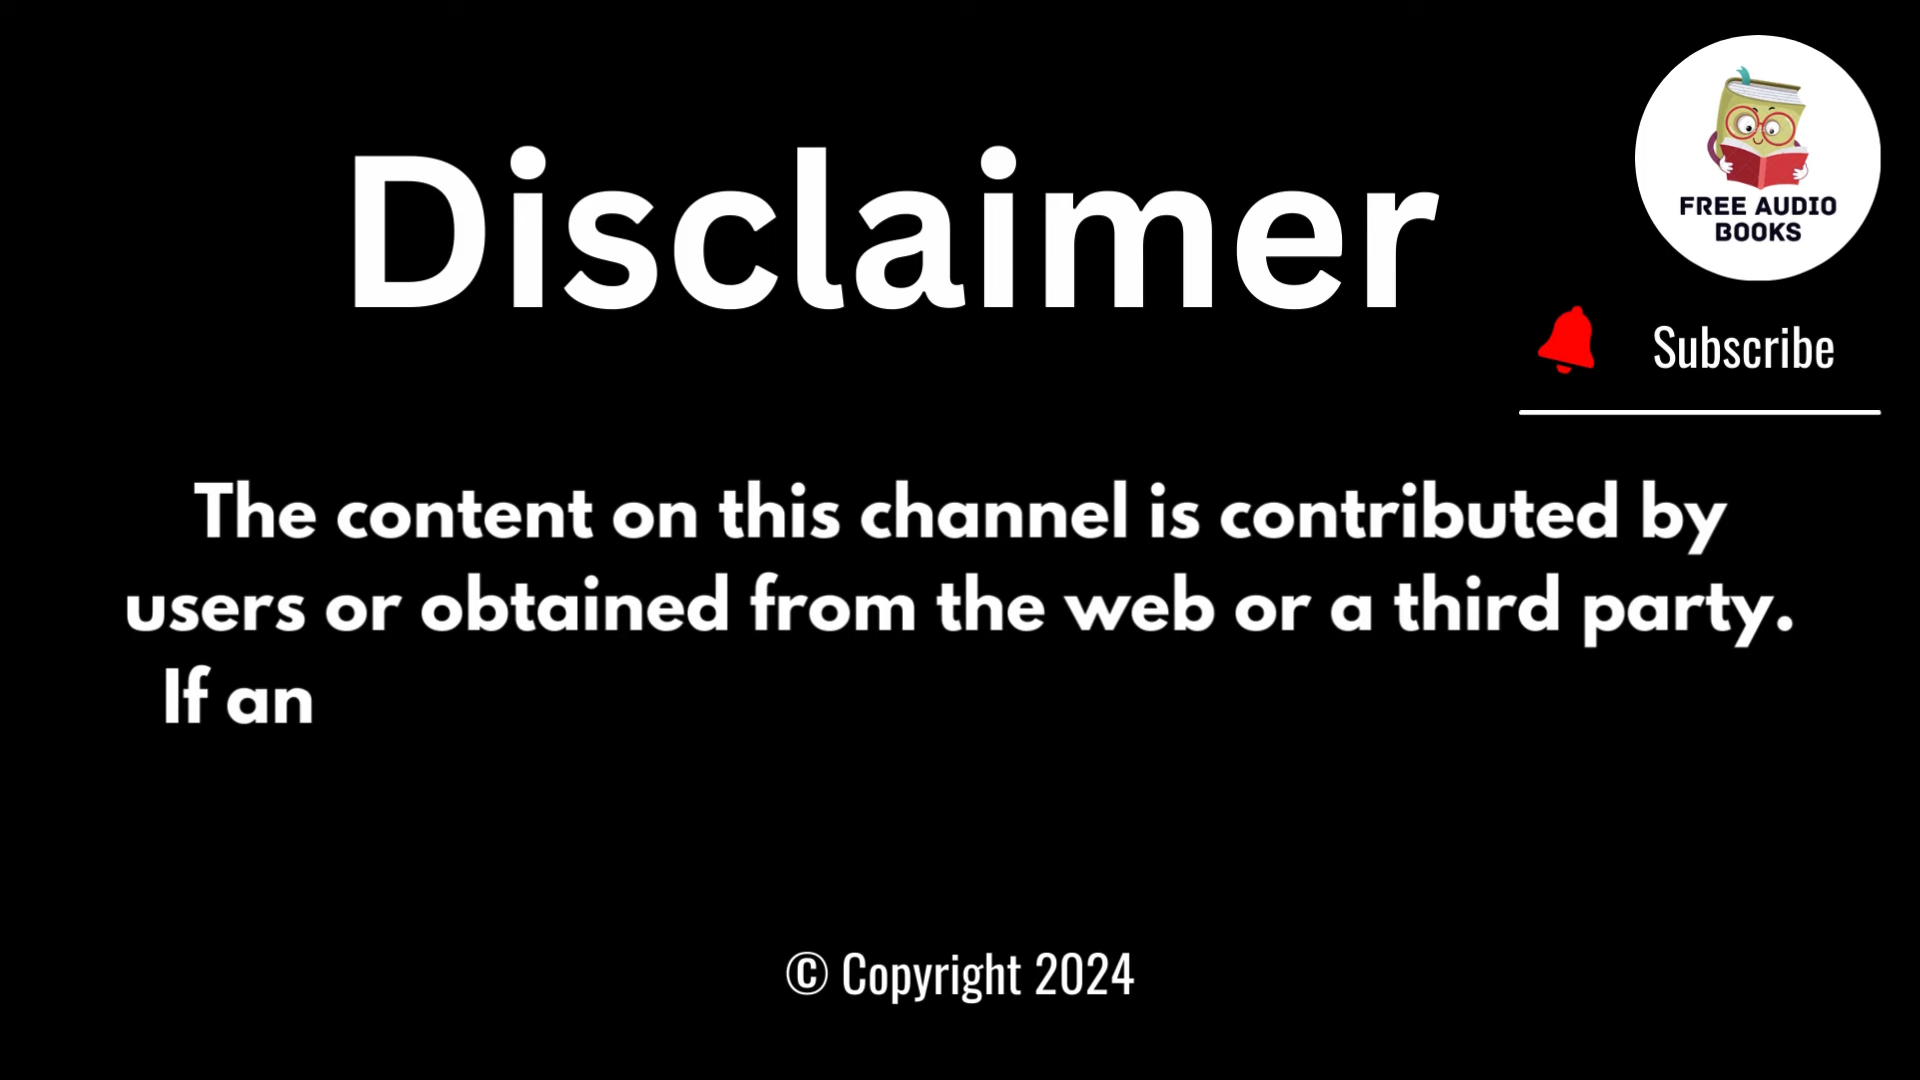 Disclaimer
FREE AUDIO
BOOKS
Subscribe
The content on this channel is contributed by
users or obtained from the web or a third party.
If an
© Copyright 2024